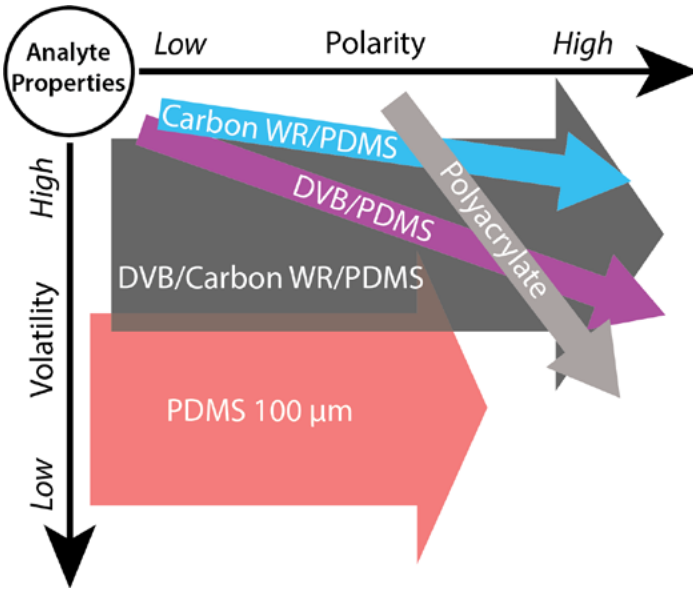 Analyte
Properties
Low
Polarity
High
High
Volatility
Low
Carbon WR/PDMS
DVB/PDMS
Polyacrylate
DVB/Carbon WR/PDMS
PDMS 100 µm